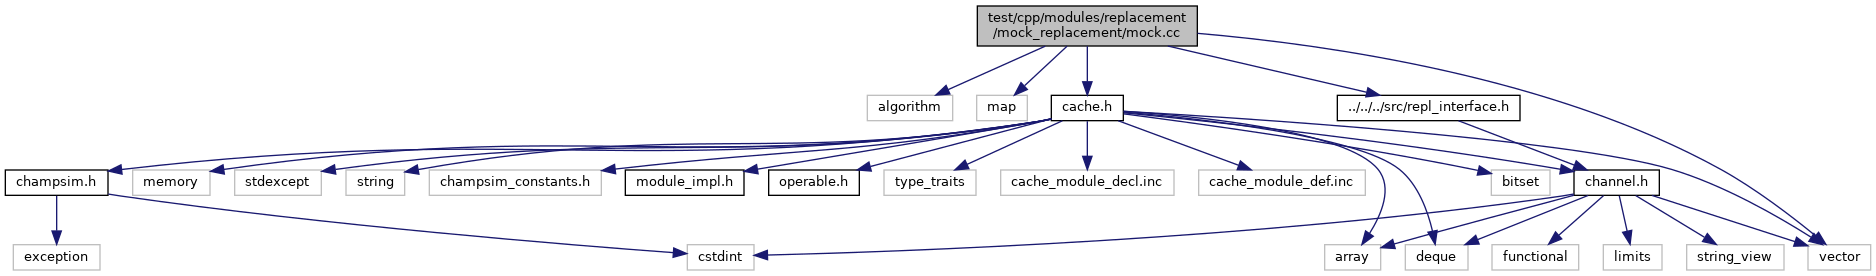 test/cpp/modules/replacement
/mock_replacement/mock.cc
algorithm
map
cache.h
../../../src/repl_interface.h
champsim.h
memory
stdexcept
string
champsim_constants.h
module_impl.h
operable.h
type_traits
cache_module_decl.inc
cache_module_def.inc
bitset
channel.h
exception
cstdint
array
deque
functional
limits
string_view
vector